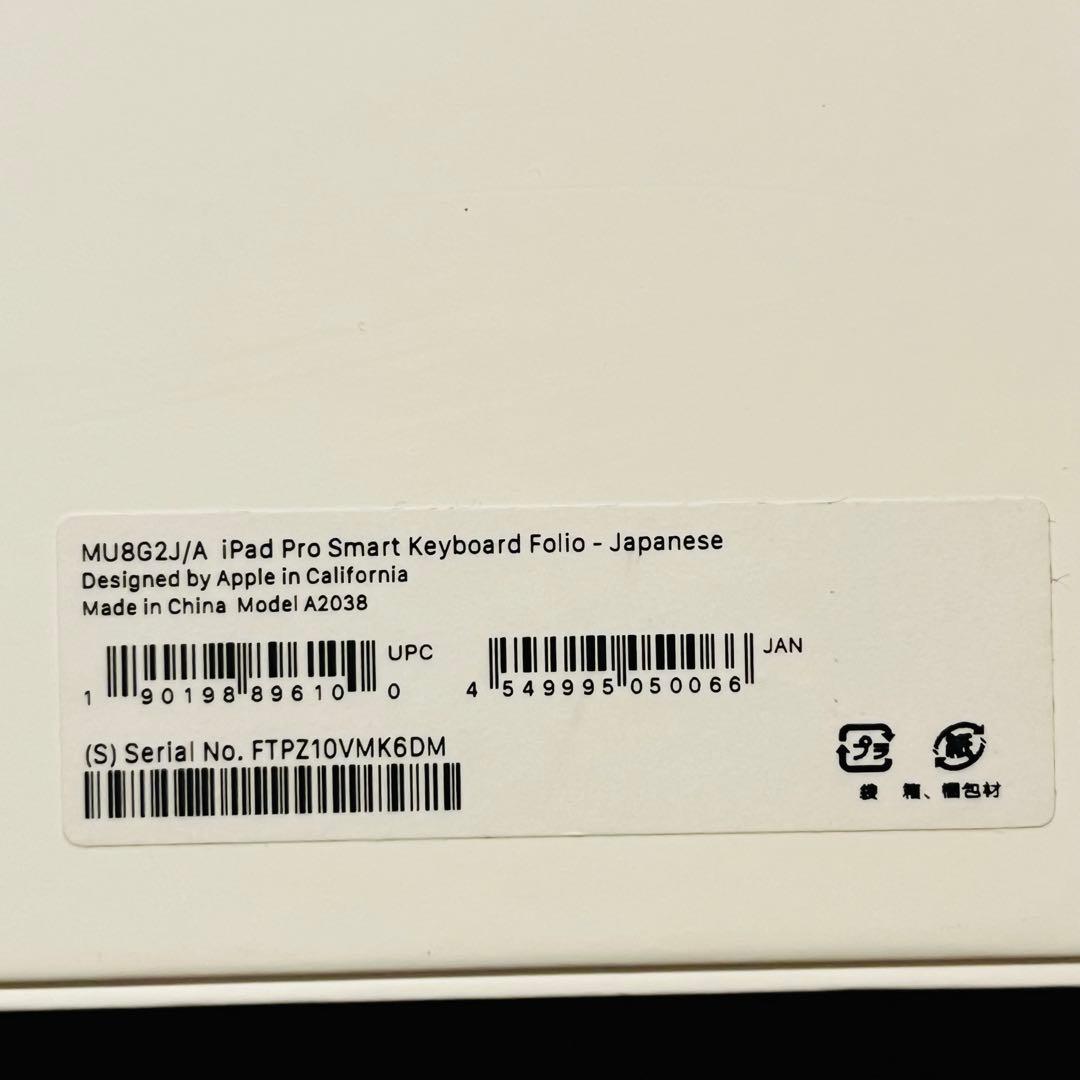 MU8G2J/A iPad Pro Smart Keyboard Folio - Japanese
Designed by Apple in California
Made in China Model A2038
1 90198 89610 0 UPC
4 549995 050066 JAN
(S) Serial No. FTPZ10VMK6DM
プラ 紙
袋 箱、梱包材